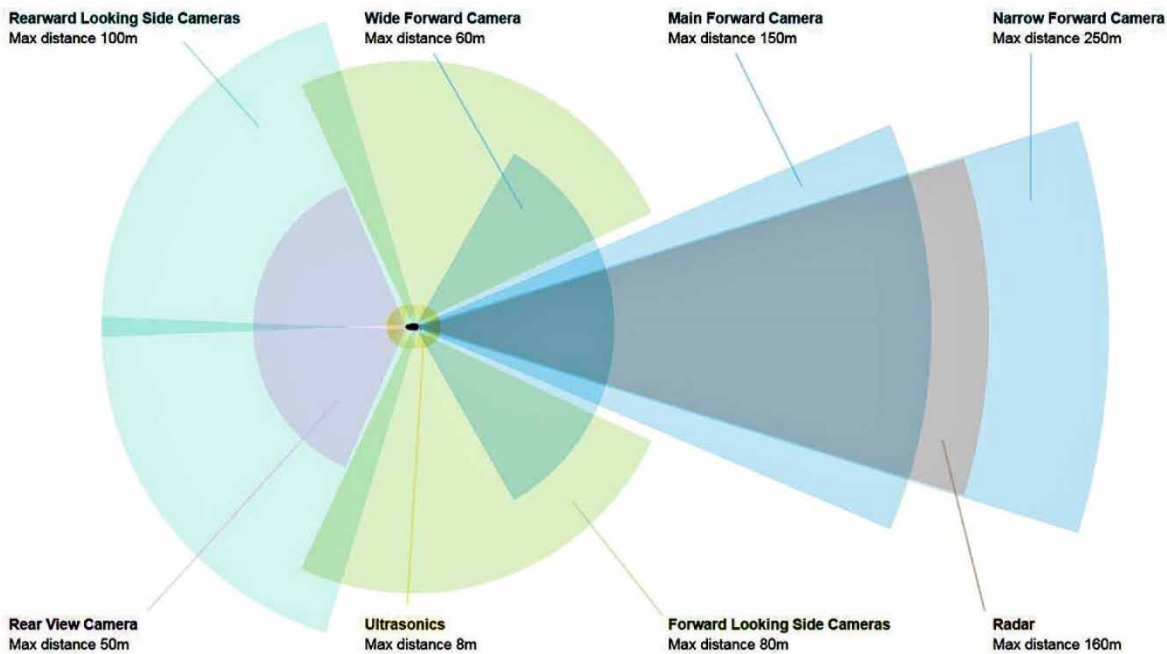 Rearward Looking Side Cameras
Max distance 100m
Wide Forward Camera
Max distance 60m
Main Forward Camera
Max distance 150m
Narrow Forward Camera
Max distance 250m
Rear View Camera
Max distance 50m
Ultrasonics
Max distance 8m
Forward Looking Side Cameras
Max distance 80m
Radar
Max distance 160m